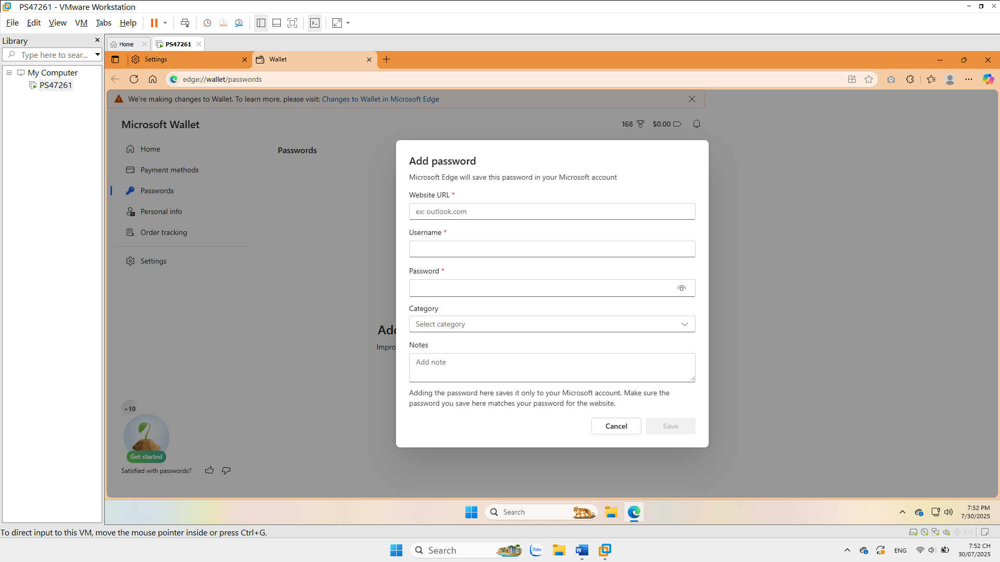 PS47261 - VMware Workstation
File Edit View VM Tabs Help
Library
Type here to sear...
My Computer
PS47261
Home
PS47261
Settings
Wallet
edge://wallet/passwords
We're making changes to Wallet. To learn more, please visit: Changes to Wallet in Microsoft Edge
Microsoft Wallet
168
$0.00
Home
Payment methods
Passwords
Personal info
Order tracking
Settings
Passwords
Add
Impro
Add password
Microsoft Edge will save this password in your Microsoft account
Website URL *
ex: outlook.com
Username *
Password *
Category
Select category
Notes
Add note
Adding the password here saves it only to your Microsoft account. Make sure the
password you save here matches your password for the website.
Cancel
Save
+10
Get started
Satisfied with passwords?
Search
7:52 PM
7/30/2025
To direct input to this VM, move the mouse pointer inside or press Ctrl+G.
Search
Zalo
ENG
7:52 CH
30/07/2025